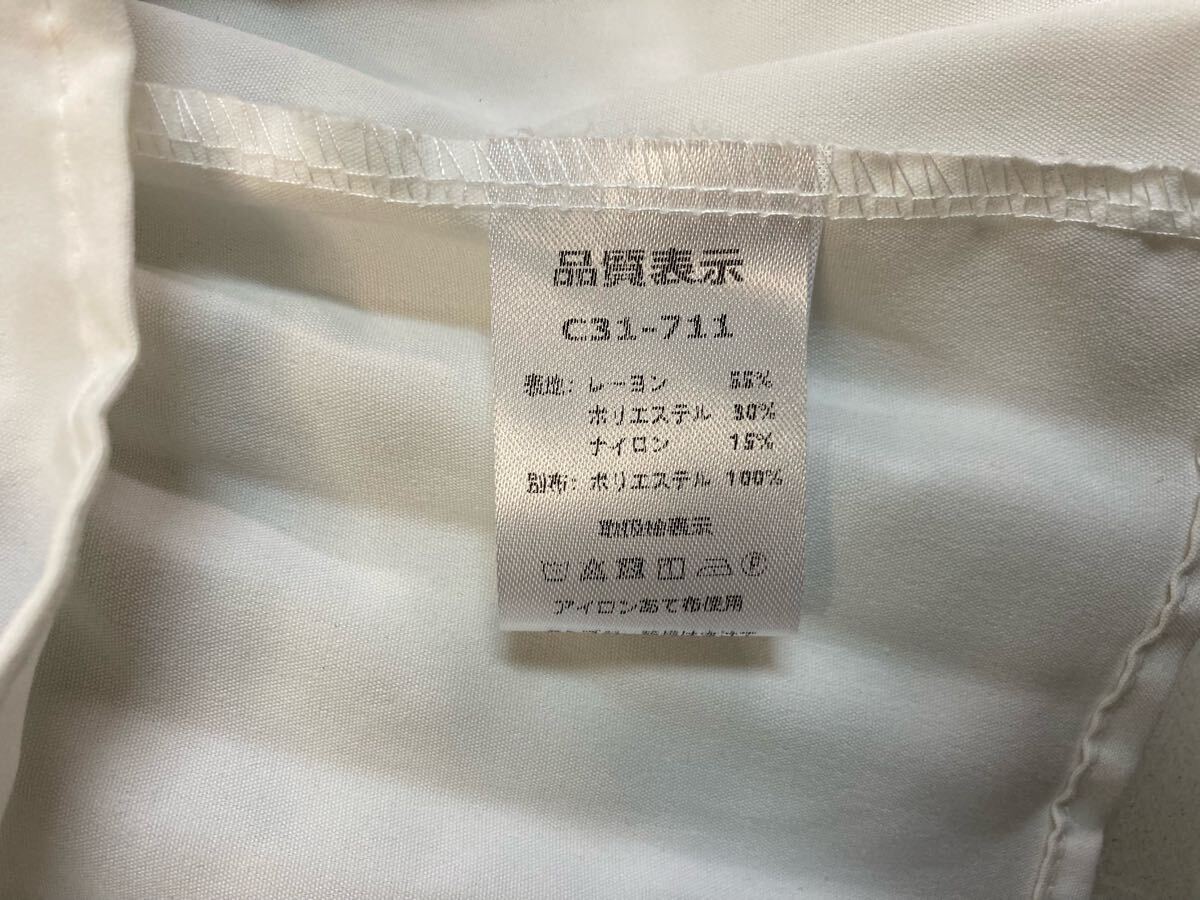 品質表示
C31-711
表地: レーヨン 55%
ポリエステル 30%
ナイロン 15%
別布: ポリエステル 100%
取扱絵表示
P
アイロンあて布使用